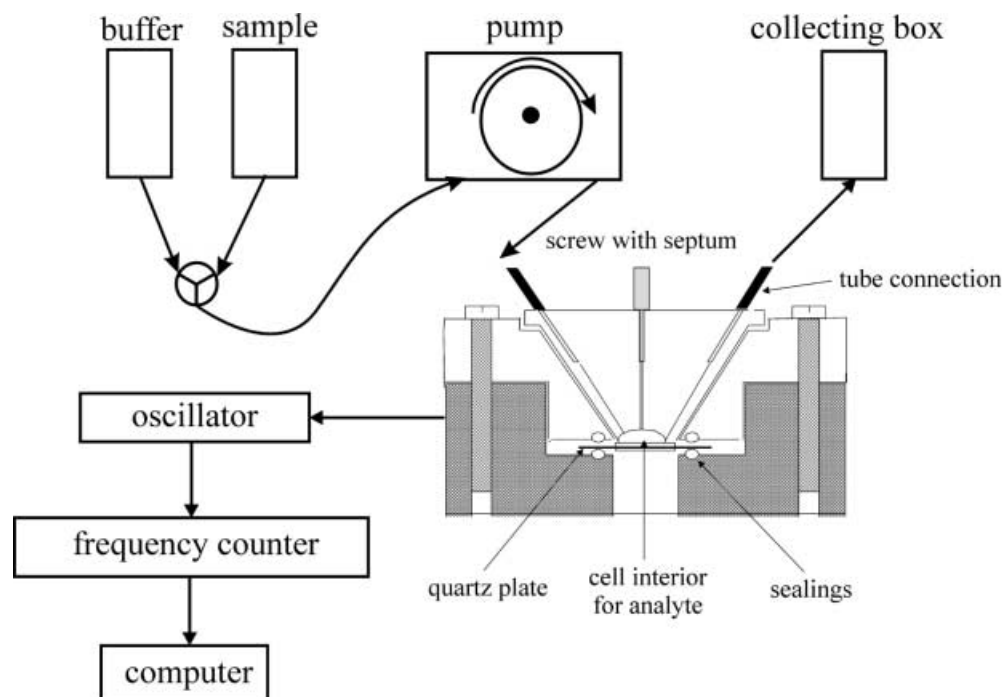 buffer
sample
pump
collecting box
screw with septum
tube connection
oscillator
frequency counter
quartz plate
cell interior
for analyte
sealings
computer